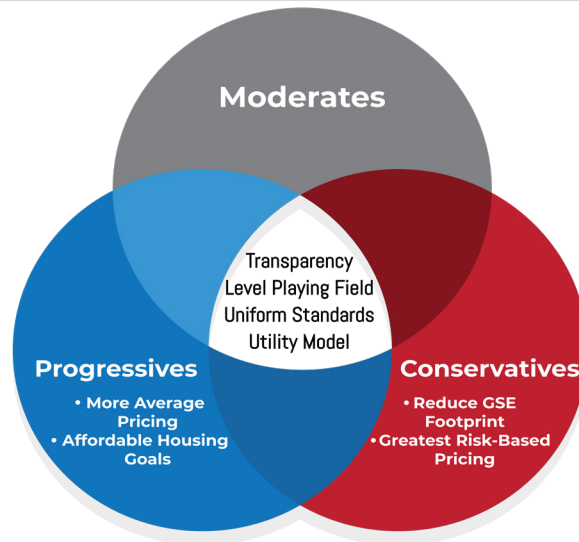 Moderates
Transparency
Level Playing Field
Uniform Standards
Utility Model
Progressives
• More Average
Pricing
• Affordable Housing
Goals
Conservatives
• Reduce GSE
Footprint
• Greatest Risk-Based
Pricing